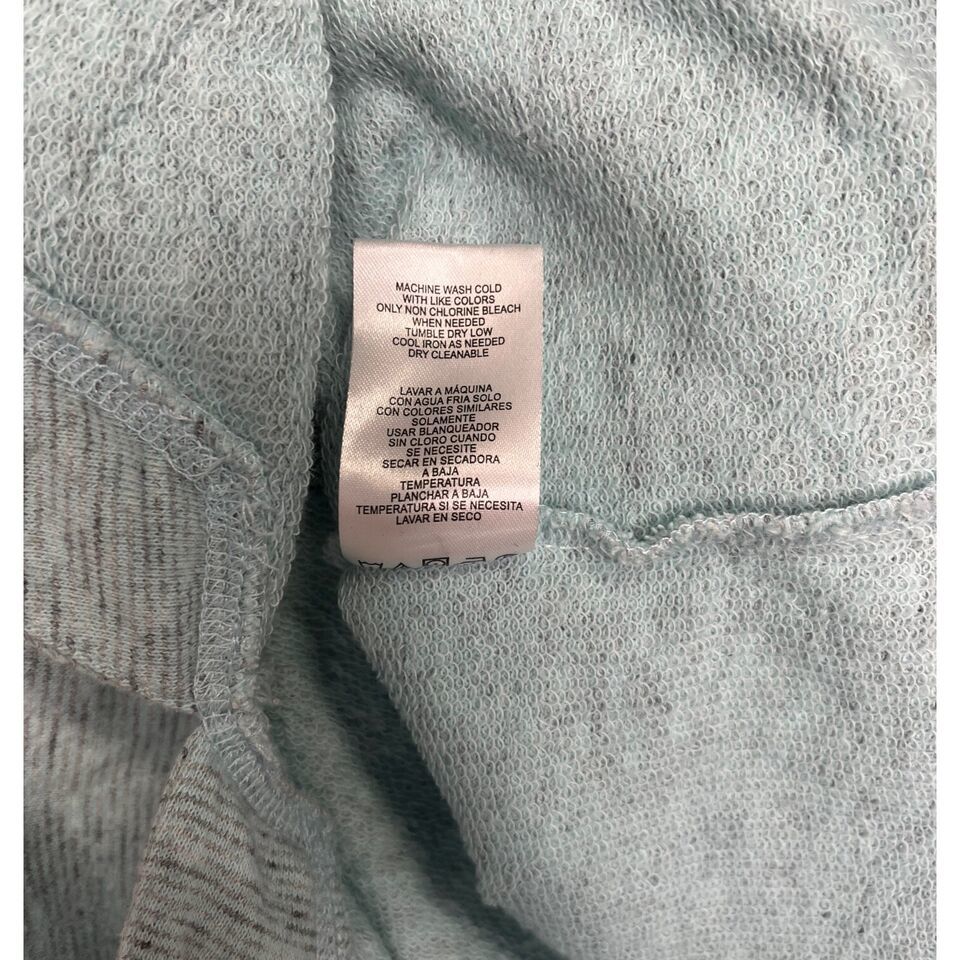 MACHINE WASH COLD
WITH LIKE COLORS
ONLY NON CHLORINE BLEACH
WHEN NEEDED
TUMBLE DRY LOW
COOL IRON AS NEEDED
DRY CLEANABLE
LAVAR A MÁQUINA
CON AGUA FRIA SOLO
CON COLORES SIMILARES
SOLAMENTE
USAR BLANQUEADOR
SIN CLORO CUANDO
SE NECESITE
SECAR EN SECADORA
A BAJA
TEMPERATURA
PLANCHAR A BAJA
TEMPERATURA SI SE NECESITA
LAVAR EN SECO